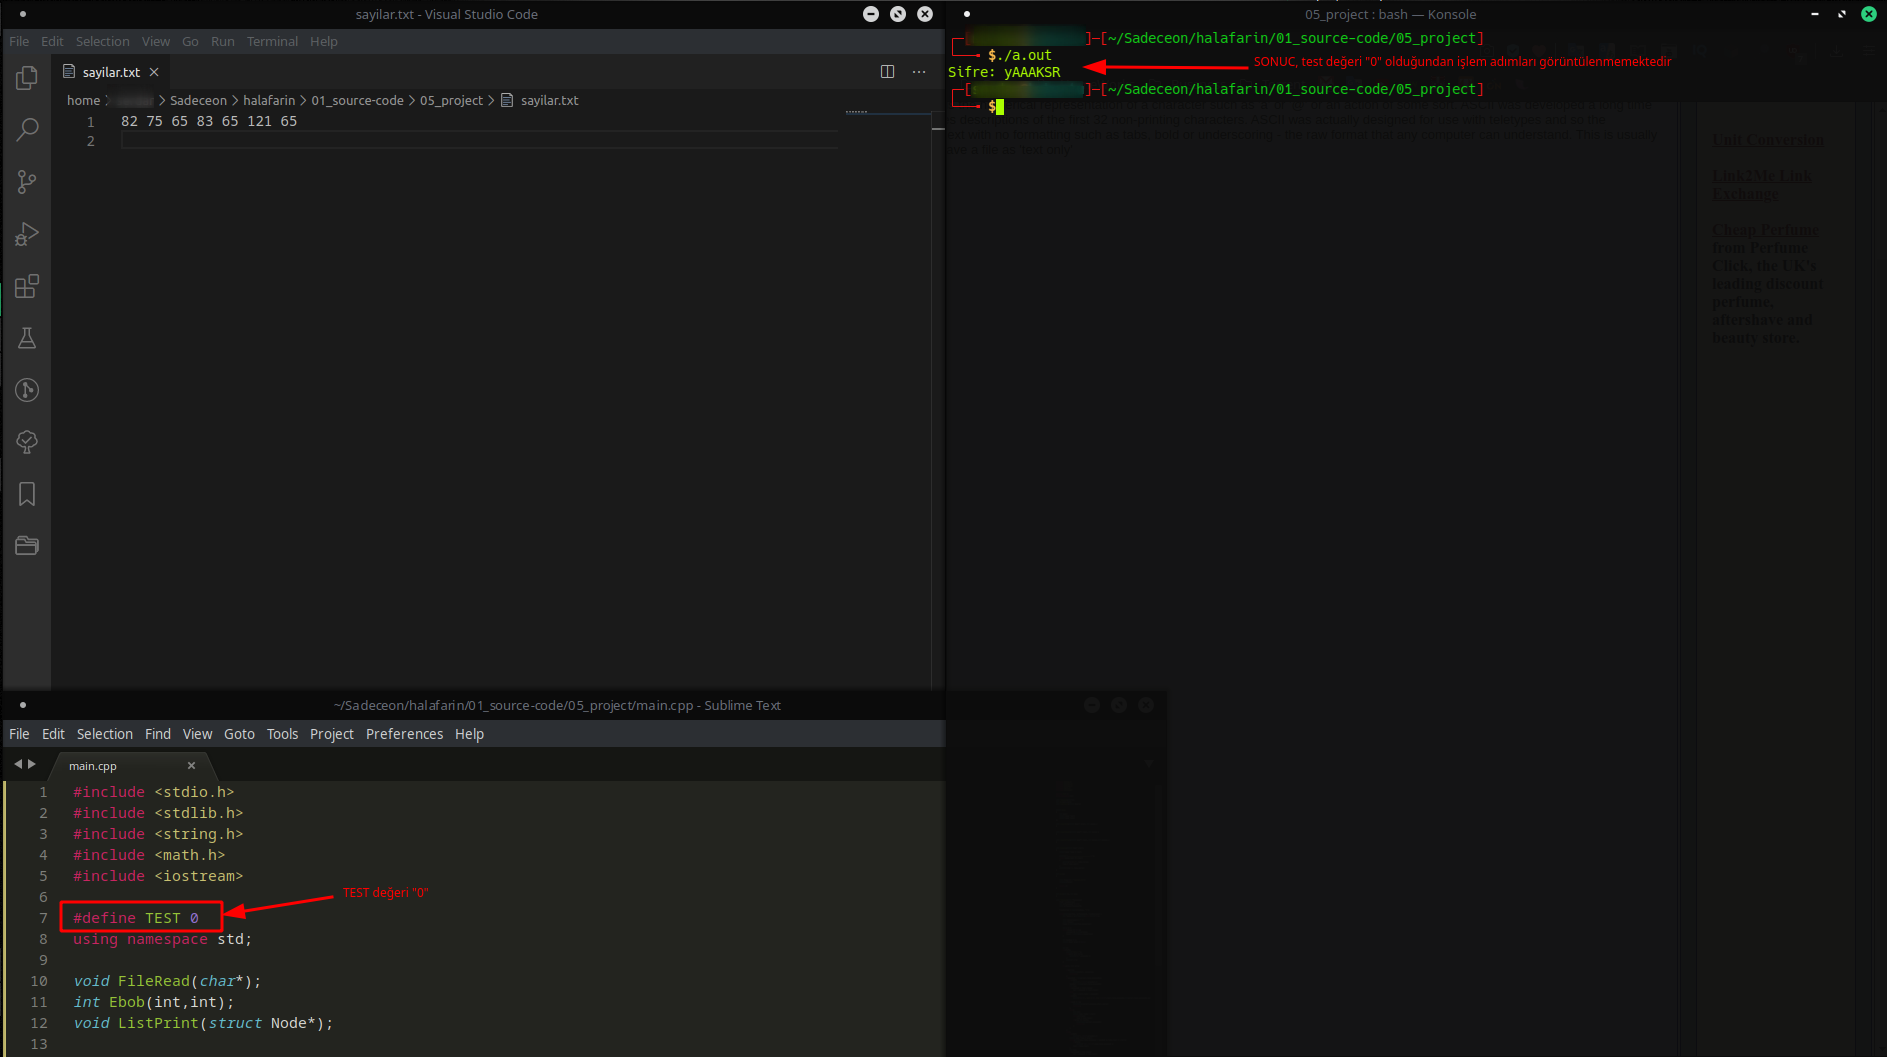 sayilar.txt - Visual Studio Code
File Edit Selection View Go Run Terminal Help
sayilar.txt
home Sadeceon halafarin 01_source-code 05_project sayilar.txt
1 82 75 65 83 65 121 65
2
05_project : bash — Konsole
]-[~/Sadeceon/halafarin/01_source-code/05_project]
$./a.out
SONUC, test değeri "0" olduğundan işlem adımları görüntülenmemektedir
Sifre: yAAAKSR
]-[~/Sadeceon/halafarin/01_source-code/05_project]
$
Unit Conversion
Link2Me Link
Exchange
Cheap Perfume
from Perfume
Click, the UK's
leading discount
perfume,
aftershave and
beauty store.
~/Sadeceon/halafarin/01_source-code/05_project/main.cpp - Sublime Text
File Edit Selection Find View Goto Tools Project Preferences Help
main.cpp
1 #include <stdio.h>
2 #include <stdlib.h>
3 #include <string.h>
4 #include <math.h>
5 #include <iostream>
6
TEST değeri "0"
7 #define TEST 0
8 using namespace std;
9
10 void FileRead(char*);
11 int Ebob(int,int);
12 void ListPrint(struct Node*);
13